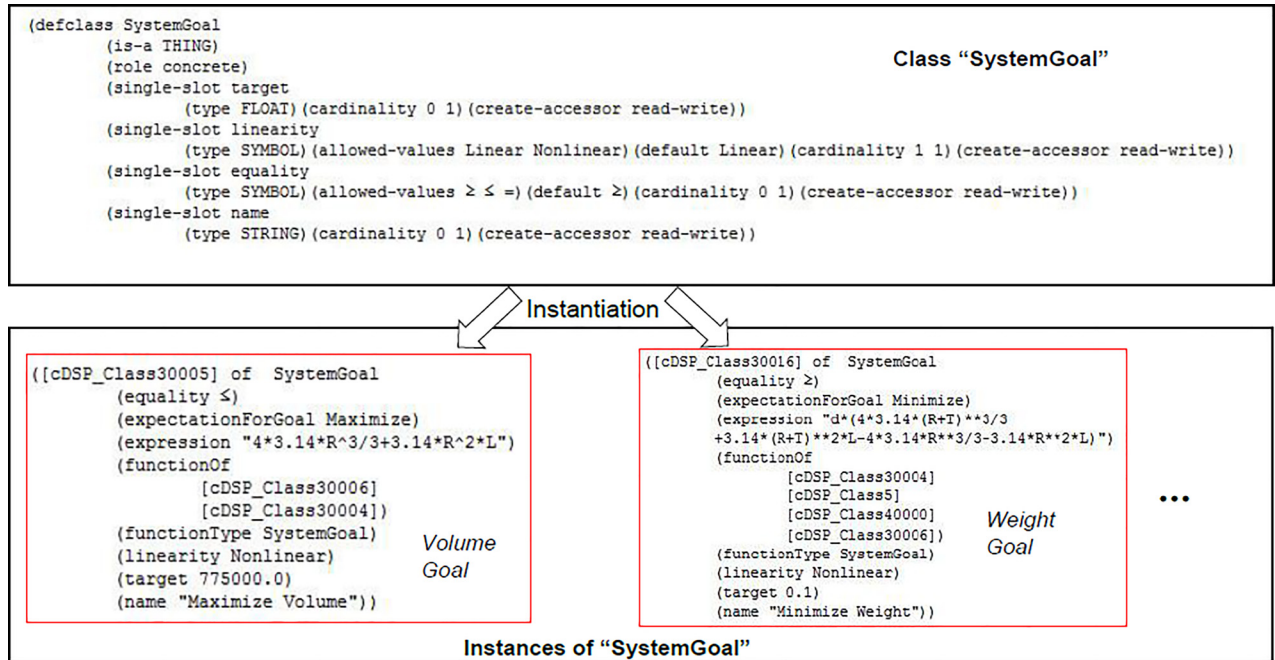 (defclass SystemGoal
(is-a THING)
(role concrete)
(single-slot target
(type FLOAT)(cardinality 0 1)(create-accessor read-write))
(single-slot linearity
(type SYMBOL)(allowed-values Linear Nonlinear)(default Linear)(cardinality 1 1)(create-accessor read-write))
(single-slot equality
(type SYMBOL)(allowed-values ≥ ≤ =)(default ≥)(cardinality 0 1)(create-accessor read-write))
(single-slot name
(type STRING)(cardinality 0 1)(create-accessor read-write))
Class “SystemGoal”
Instantiation
([cDSP_Class30005] of SystemGoal
(equality ≤)
(expectationForGoal Maximize)
(expression "4*3.14*R^3/3+3.14*R^2*L")
(functionOf
[cDSP_Class30006]
[cDSP_Class30004])
(functionType SystemGoal)
(linearity Nonlinear)
(target 775000.0)
(name "Maximize Volume"))
Volume
Goal
([cDSP_Class30016] of SystemGoal
(equality ≥)
(expectationForGoal Minimize)
(expression "d*(4*3.14*(R+T)**3/3
+3.14*(R+T)**2*L-4*3.14*R**3/3-3.14*R**2*L)")
(functionOf
[cDSP_Class30004]
[cDSP_Class5]
[cDSP_Class40000]
[cDSP_Class30006])
(functionType SystemGoal)
(linearity Nonlinear)
(target 0.1)
(name "Minimize Weight"))
Weight
Goal
•••
Instances of “SystemGoal”